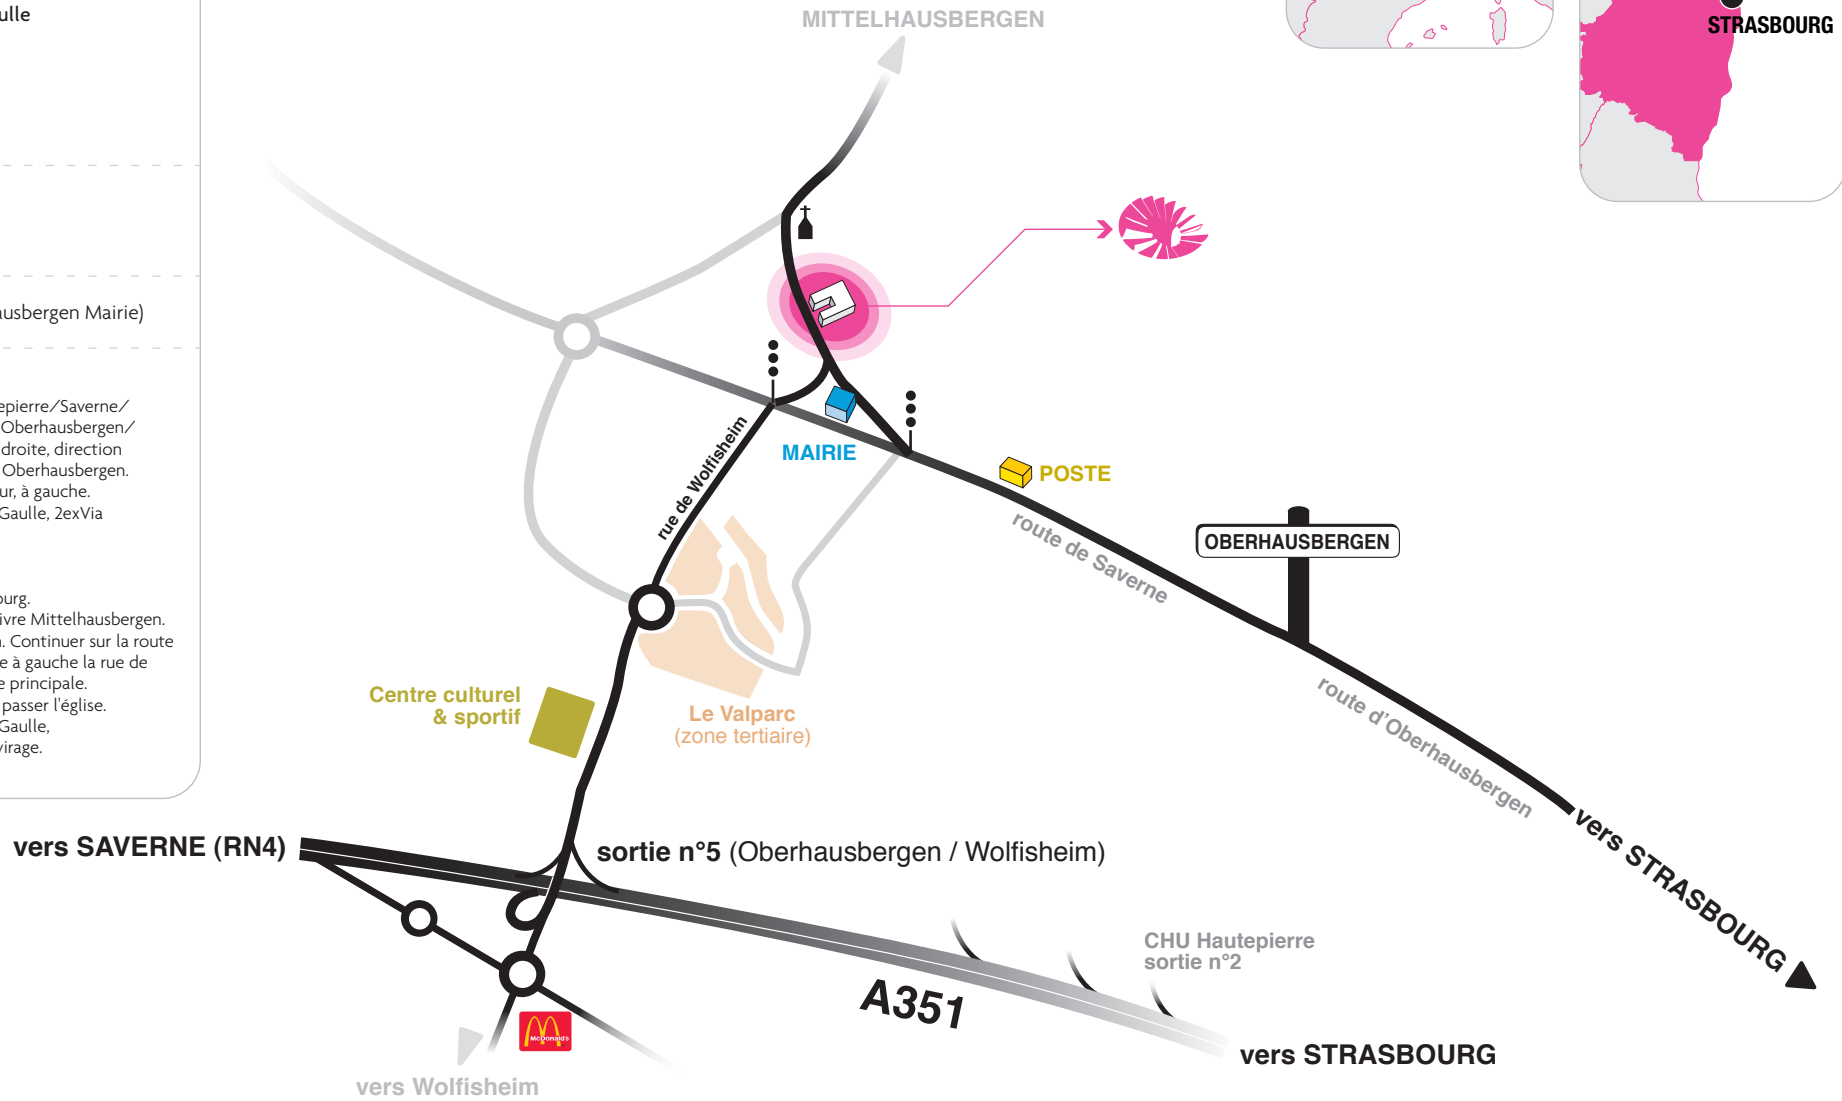 ulle
ausbergen Mairie)
epierre/Saverne/
Oberhausbergen/
droite, direction
Oberhausbergen.
ur, à gauche.
Gaulle, 2exVia
ourg.
ivre Mittelhausbergen.
. Continuer sur la route
e à gauche la rue de
e principale.
passer l'église.
Gaulle,
virage.
MITTELHAUSBERGEN
STRASBOURG
MAIRIE
POSTE
rue de Wolfisheim
route de Saverne
OBERHAUSBERGEN
route d'Oberhausbergen
Centre culturel
& sportif
Le Valparc
(zone tertiaire)
vers SAVERNE (RN4)
sortie n°5 (Oberhausbergen / Wolfisheim)
vers STRASBOURG
CHU Hautepierre
sortie n°2
A351
McDonald's
vers STRASBOURG
vers Wolfisheim